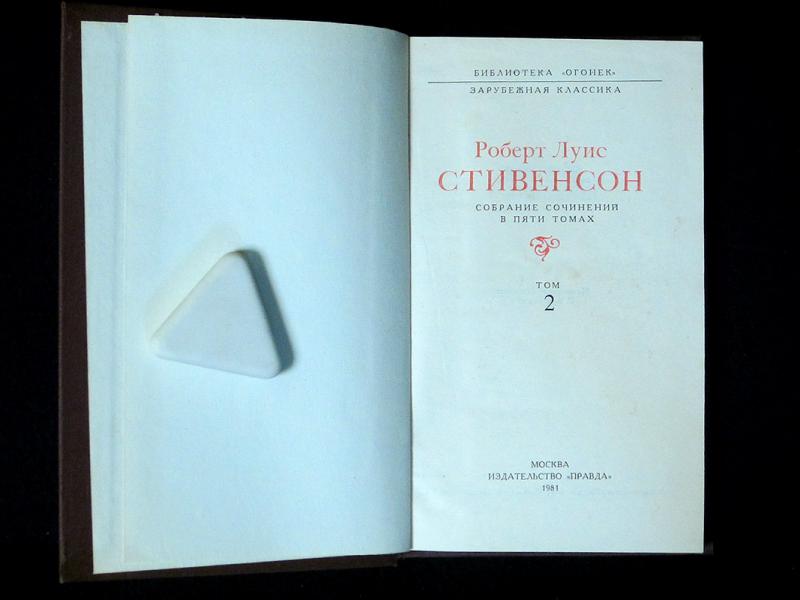 БИБЛИОТЕКА «ОГОНЕК»
ЗАРУБЕЖНАЯ КЛАССИКА
Роберт Луис
СТИВЕНСОН
СОБРАНИЕ СОЧИНЕНИЙ
В ПЯТИ ТОМАХ
ТОМ
2
МОСКВА
ИЗДАТЕЛЬСТВО «ПРАВДА»
1981